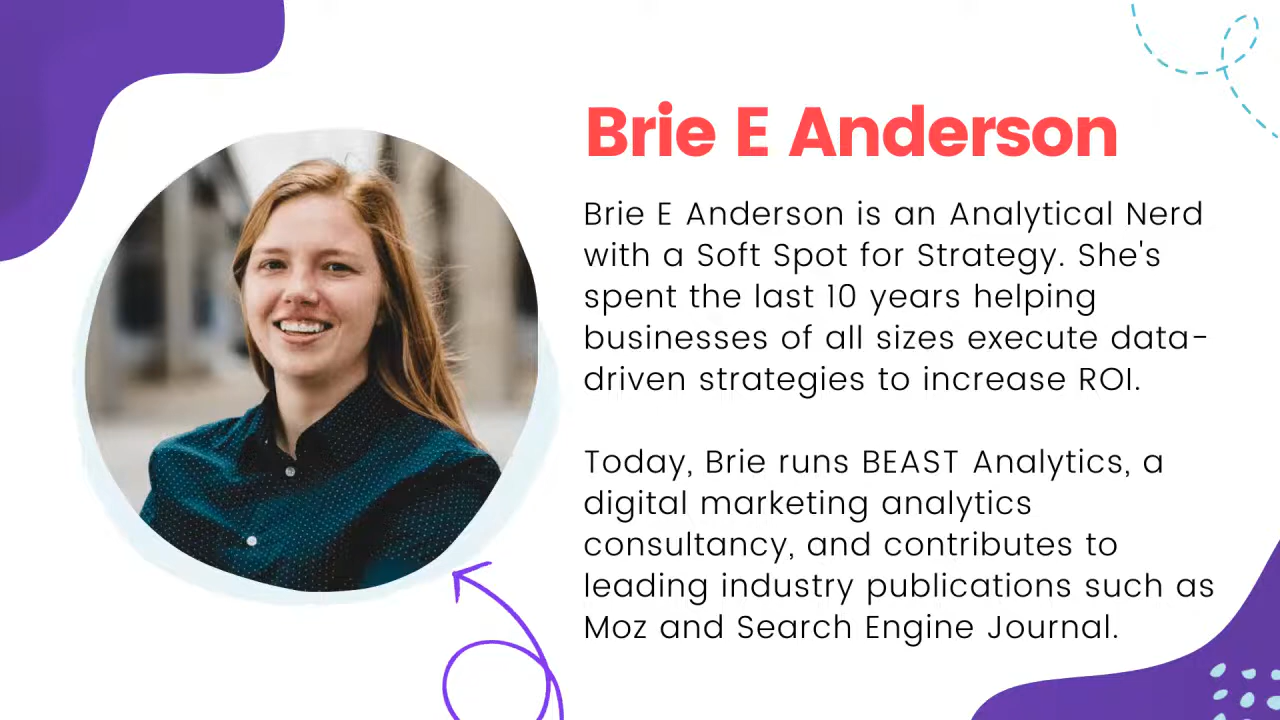 Brie E Anderson
Brie E Anderson is an Analytical Nerd
with a Soft Spot for Strategy. She's
spent the last 10 years helping
businesses of all sizes execute data-
driven strategies to increase ROI.
Today, Brie runs BEAST Analytics, a
digital marketing analytics
consultancy, and contributes to
leading industry publications such as
Moz and Search Engine Journal.